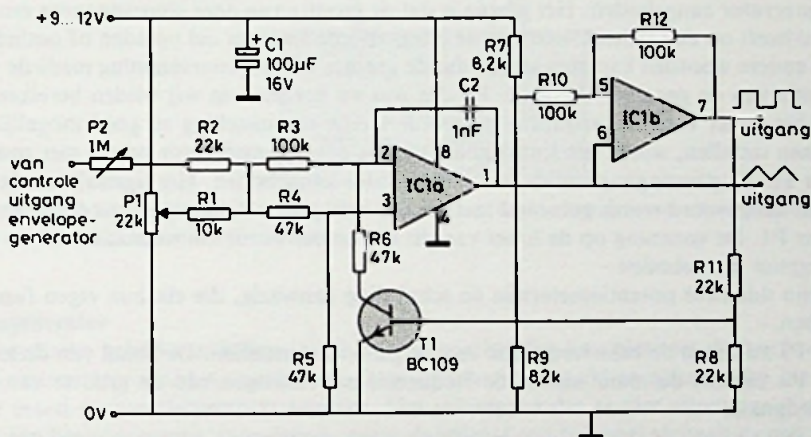 +9...12V
C1
100µF
16V
+
R7
8,2k
R12
100k
C2
1nF
R10
100k
5
6
7
IC1b
uitgang
P2
1M
R2
22k
R3
100k
2
8
1
IC1a
3
4
van
controle
uitgang
envelope-
generator
P1
22k
R1
10k
R4
47k
uitgang
R6
47k
R11
22k
T1
BC109
R5
47k
R9
8,2k
R8
22k
0V